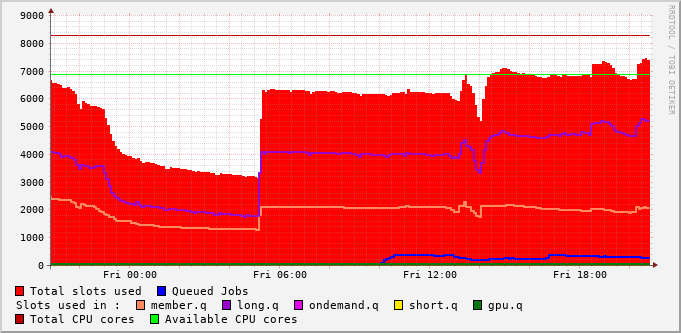 9000
8000
7000
6000
5000
4000
3000
2000
1000
0
Fri 00:00 Fri 06:00 Fri 12:00 Fri 18:00
RRDTOOL / TOBI OETIKER
Total slots used Queued Jobs
Slots used in : member.q long.q ondemand.q short.q gpu.q
Total CPU cores Available CPU cores